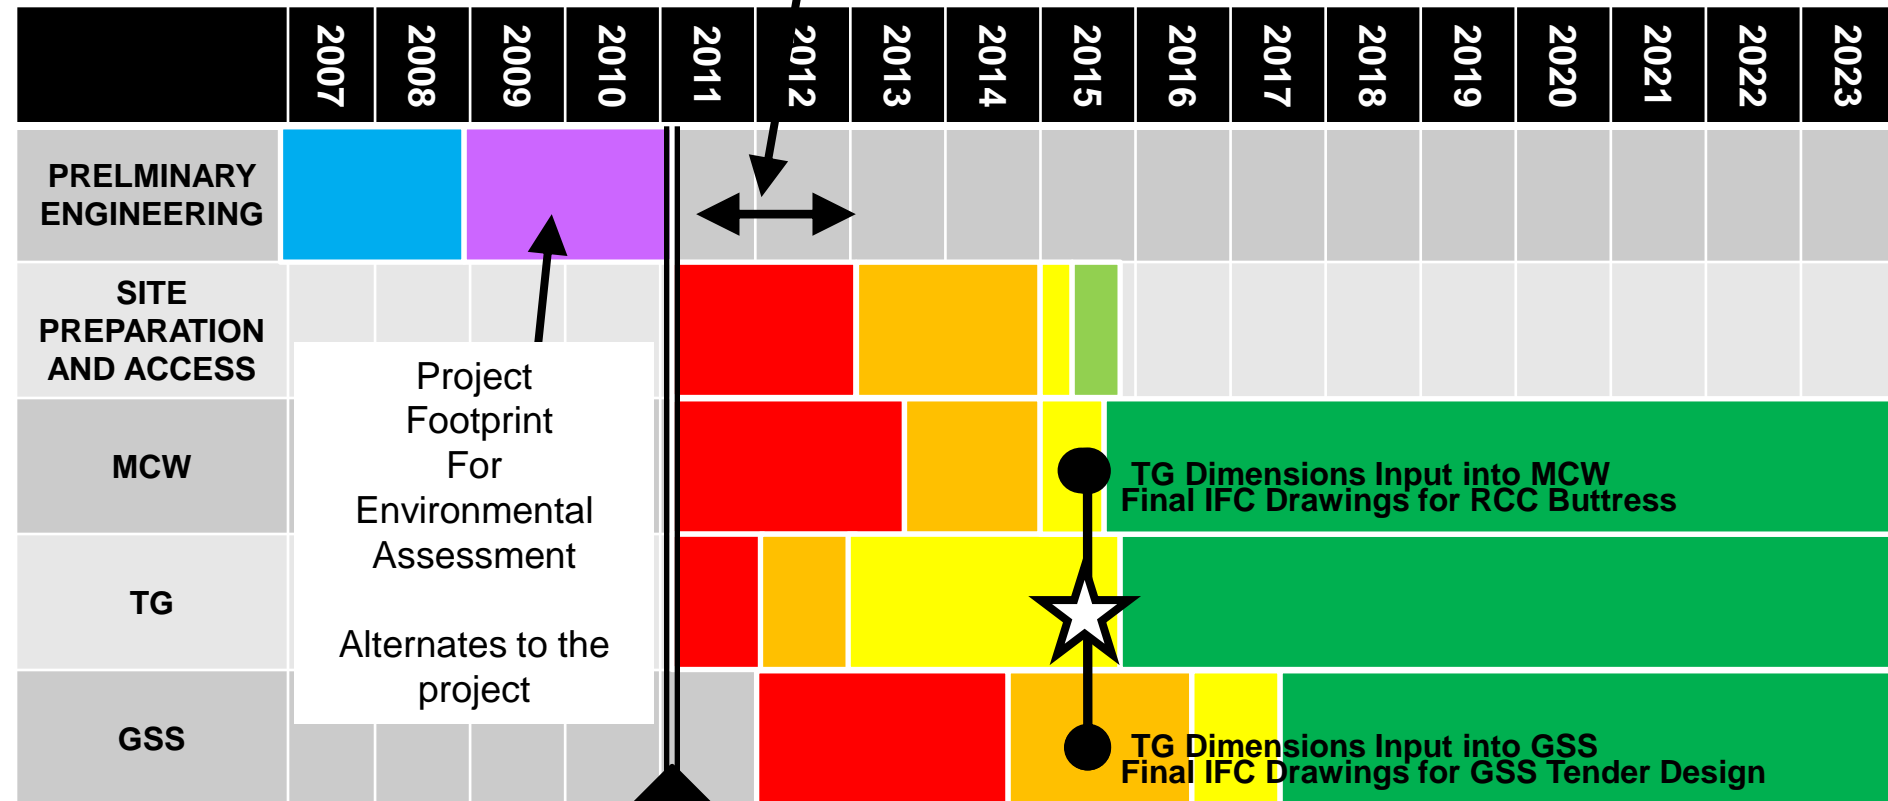 2007 2008 2009 2010 2011 2012 2013 2014 2015 2016 2017 2018 2019 2020 2021 2022 2023
PRELMINARY
ENGINEERING
SITE
PREPARATION
AND ACCESS
Project
Footprint
For
Environmental
Assessment
Alternates to the
project
MCW
TG Dimensions Input into MCW
Final IFC Drawings for RCC Buttress
TG
GSS
TG Dimensions Input into GSS
Final IFC Drawings for GSS Tender Design